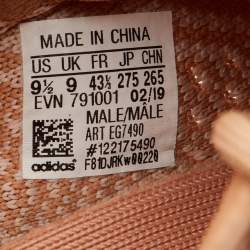 MADE IN CHINA
US UK FR JP CHN
9½ 9 43⅓ 275 265
EVN 791001 02/19
MALE/MÂLE
ART EG7490
#122175490
adidas F81DJRKw00220